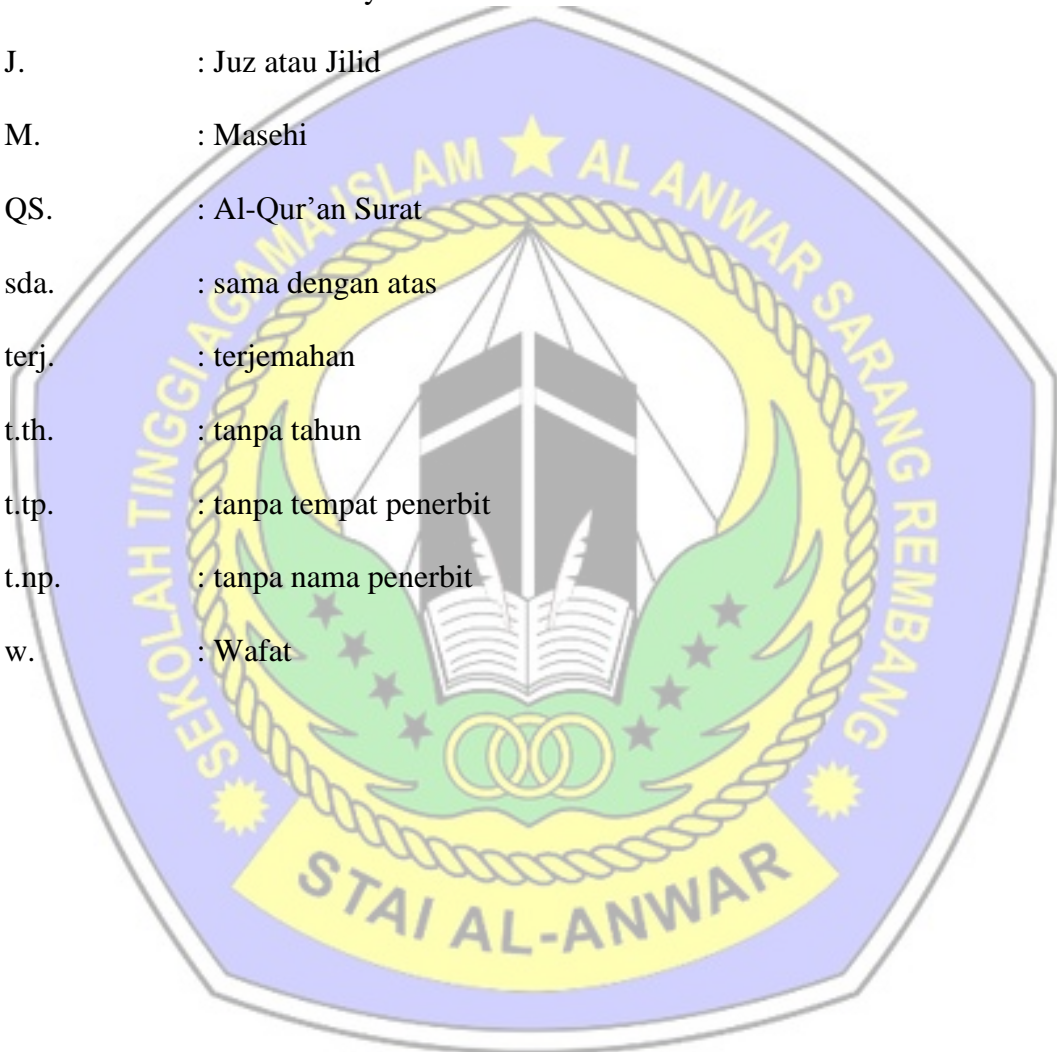 J. : Juz atau Jilid
M. : Masehi
QS. : Al-Qur’an Surat
sda. : sama dengan atas
terj. : terjemahan
t.th. : tanpa tahun
t.tp. : tanpa tempat penerbit
t.np. : tanpa nama penerbit
w. : Wafat
SEKOLAH TINGGI AGAMA ISLAM AL ANWAR SARANG REMBANG
STAI AL-ANWAR